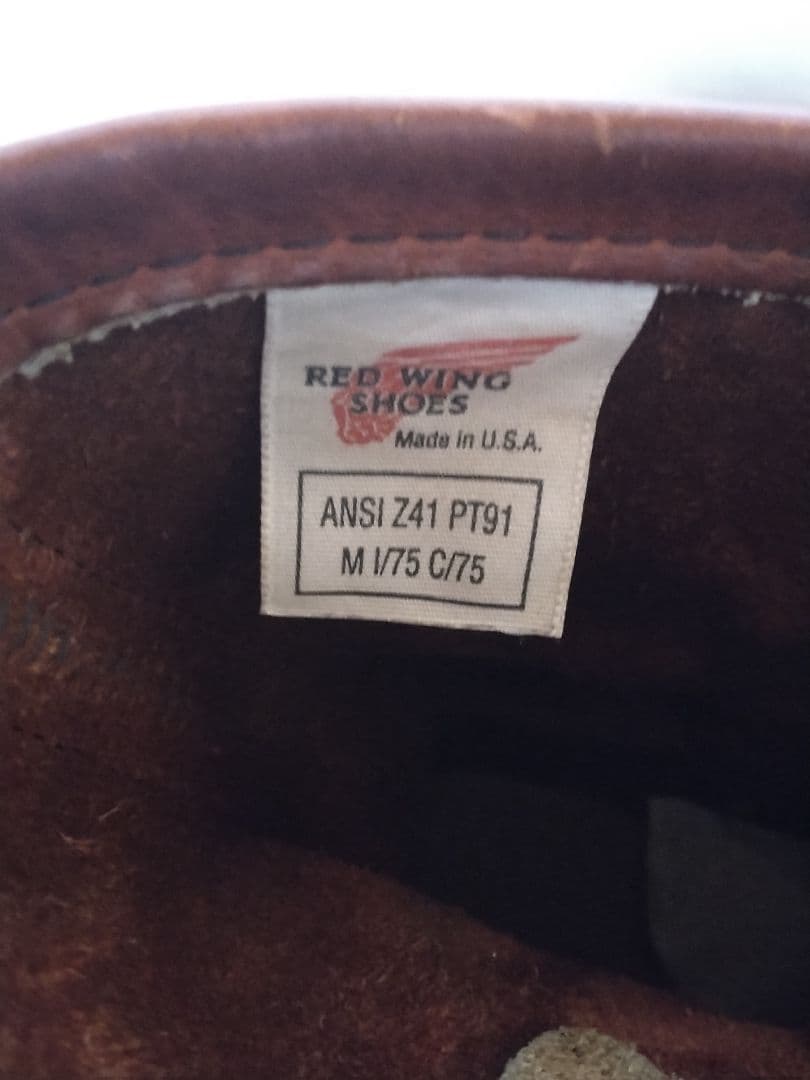 RED WING
SHOES
Made in U.S.A.
ANSI Z41 PT91
M I/75 C/75